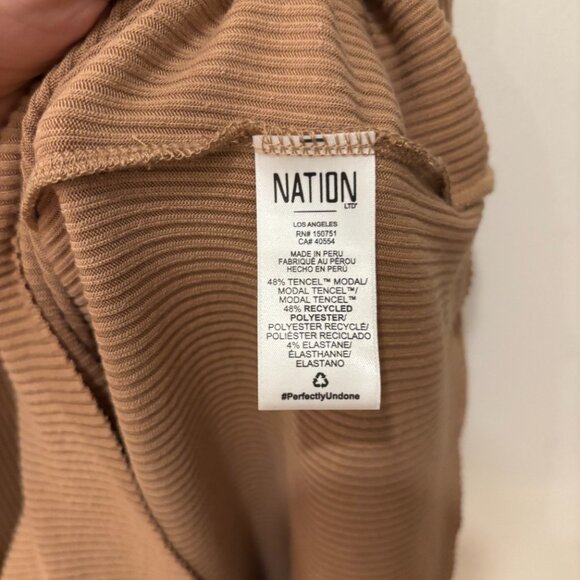 NATION
LTD
LOS ANGELES
RN# 150751
CA# 40554
MADE IN PERU
FABRIQUÉ AU PÉROU
HECHO EN PERÚ
48% TENCEL™ MODAL/
MODAL TENCEL™/
MODAL TENCEL™
48% RECYCLED
POLYESTER/
POLYESTER RECYCLÉ/
POLIÉSTER RECICLADO
4% ELASTANE/
ÉLASTHANNE/
ELASTANO
#PerfectlyUndone